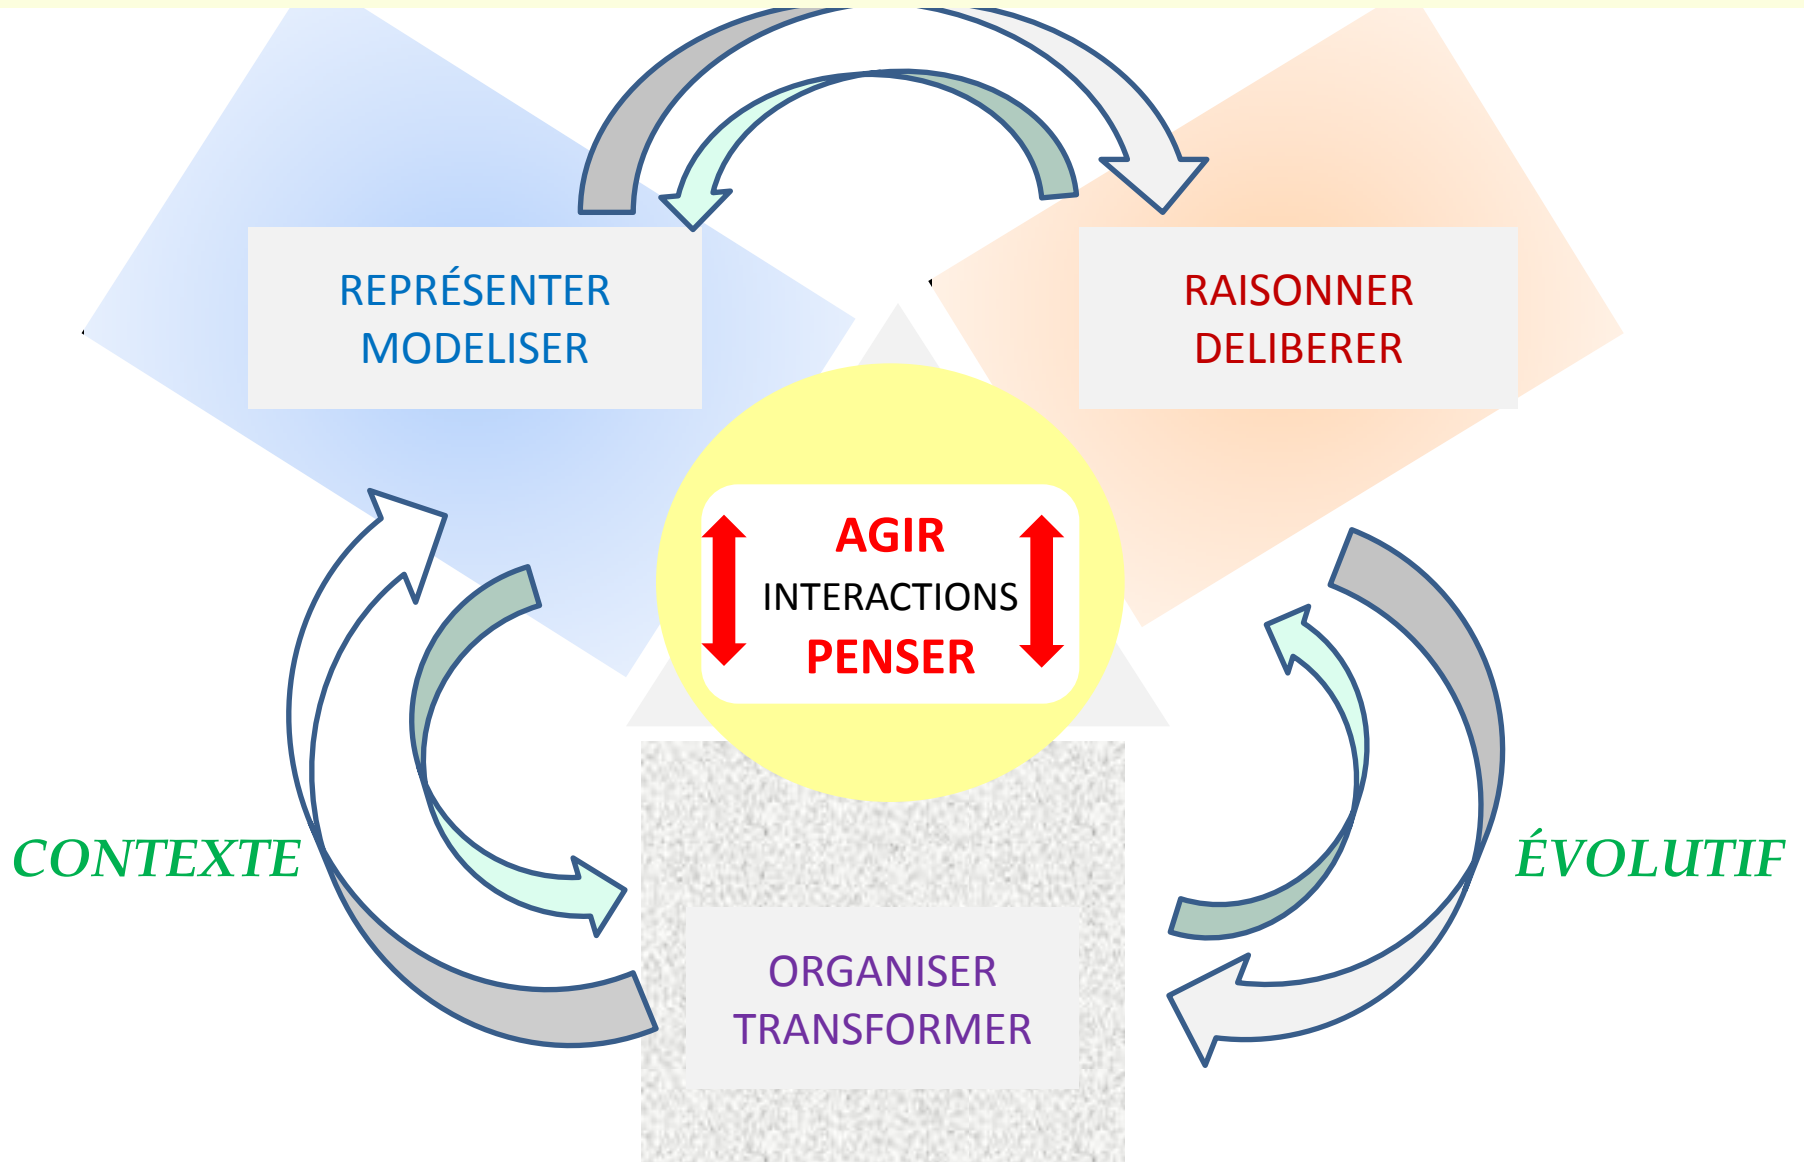 REPRÉSENTER
MODELISER
RAISONNER
DELIBERER
AGIR
INTERACTIONS
PENSER
CONTEXTE
ÉVOLUTIF
ORGANISER
TRANSFORMER